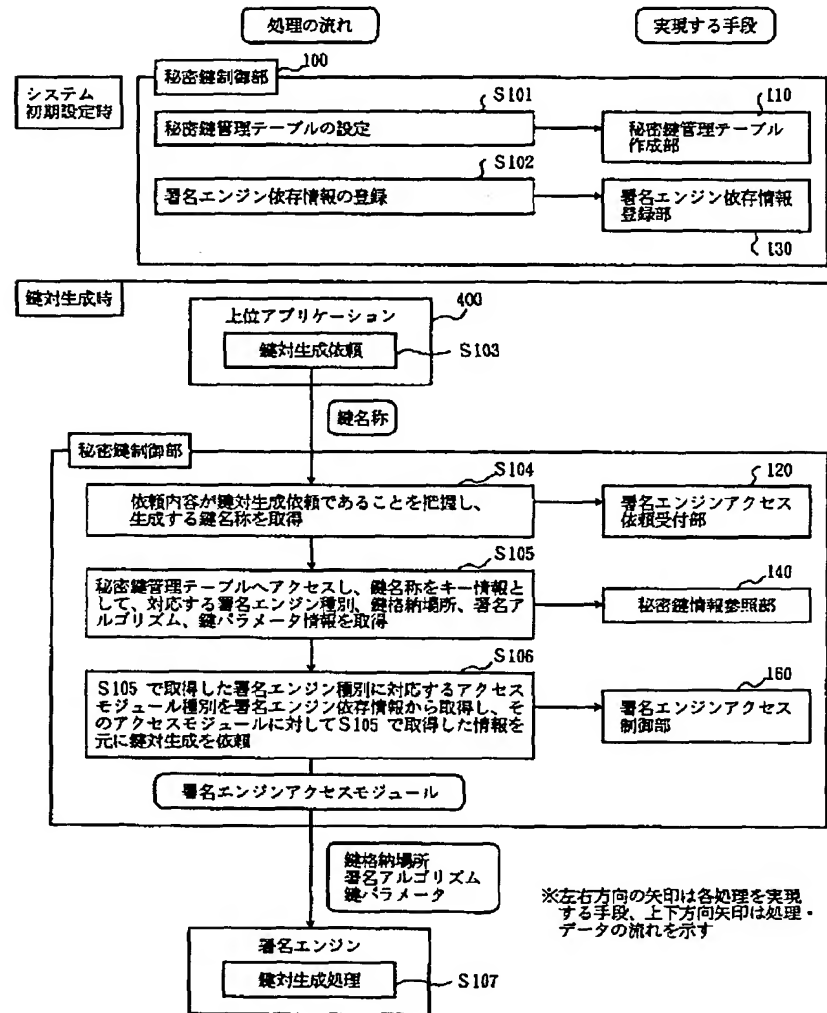 処理の流れ
実現する手段
秘密鍵制御部
100
システム
初期設定時
S101
110
秘密鍵管理テーブルの設定
秘密鍵管理テーブル
作成部
S102
署名エンジン依存情報の登録
署名エンジン依存情報
登録部
130
鍵対生成時
上位アプリケーション
400
鍵対生成依頼
S103
鍵名称
秘密鍵制御部
S104
120
依頼内容が鍵対生成依頼であることを把握し、
生成する鍵名称を取得
署名エンジンアクセス
依頼受付部
S105
140
秘密鍵管理テーブルへアクセスし、鍵名称をキー情報と
して、対応する署名エンジン種別、鍵格納場所、署名ア
ルゴリズム、鍵パラメータ情報を取得
秘密鍵情報参照部
S106
160
S105 で取得した署名エンジン種別に対応するアクセス
モジュール種別を署名エンジン依存情報から取得し、そ
のアクセスモジュールに対してS105 で取得した情報を
元に鍵対生成を依頼
署名エンジンアクセス
制御部
署名エンジンアクセスモジュール
鍵格納場所
署名アルゴリズム
鍵パラメータ
※左右方向の矢印は各処理を実現
する手段、上下方向矢印は処理・
データの流れを示す
署名エンジン
鍵対生成処理
S107